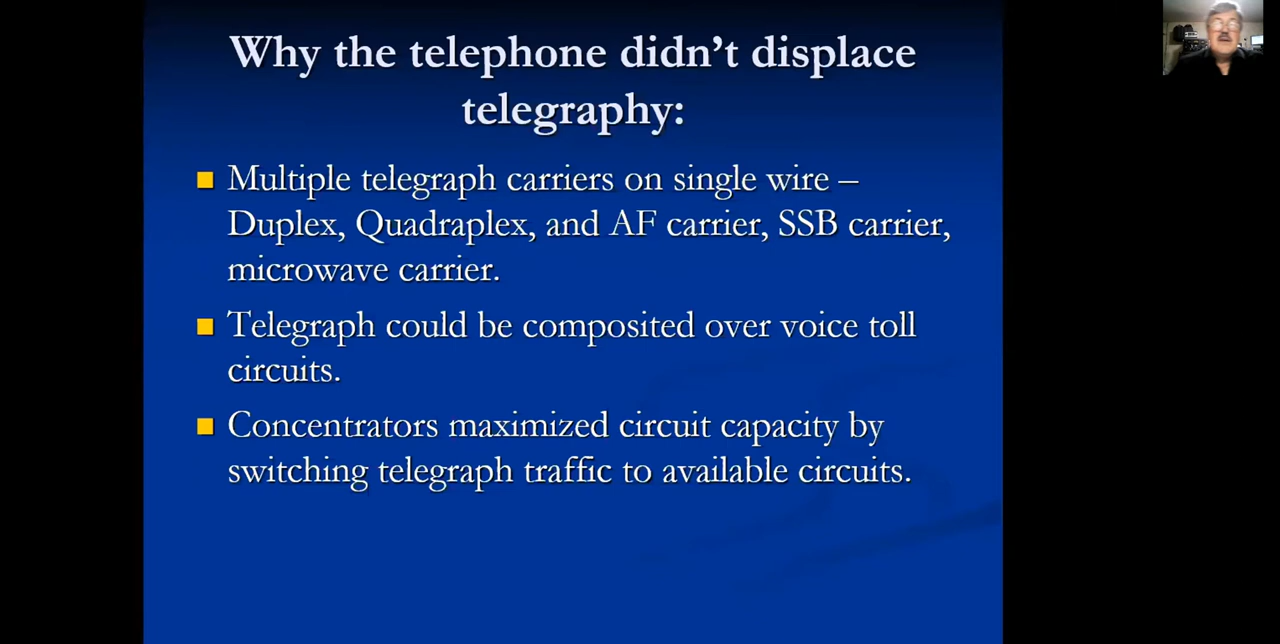 Why the telephone didn’t displace
telegraphy:
Multiple telegraph carriers on single wire –
Duplex, Quadraplex, and AF carrier, SSB carrier,
microwave carrier.
Telegraph could be composited over voice toll
circuits.
Concentrators maximized circuit capacity by
switching telegraph traffic to available circuits.